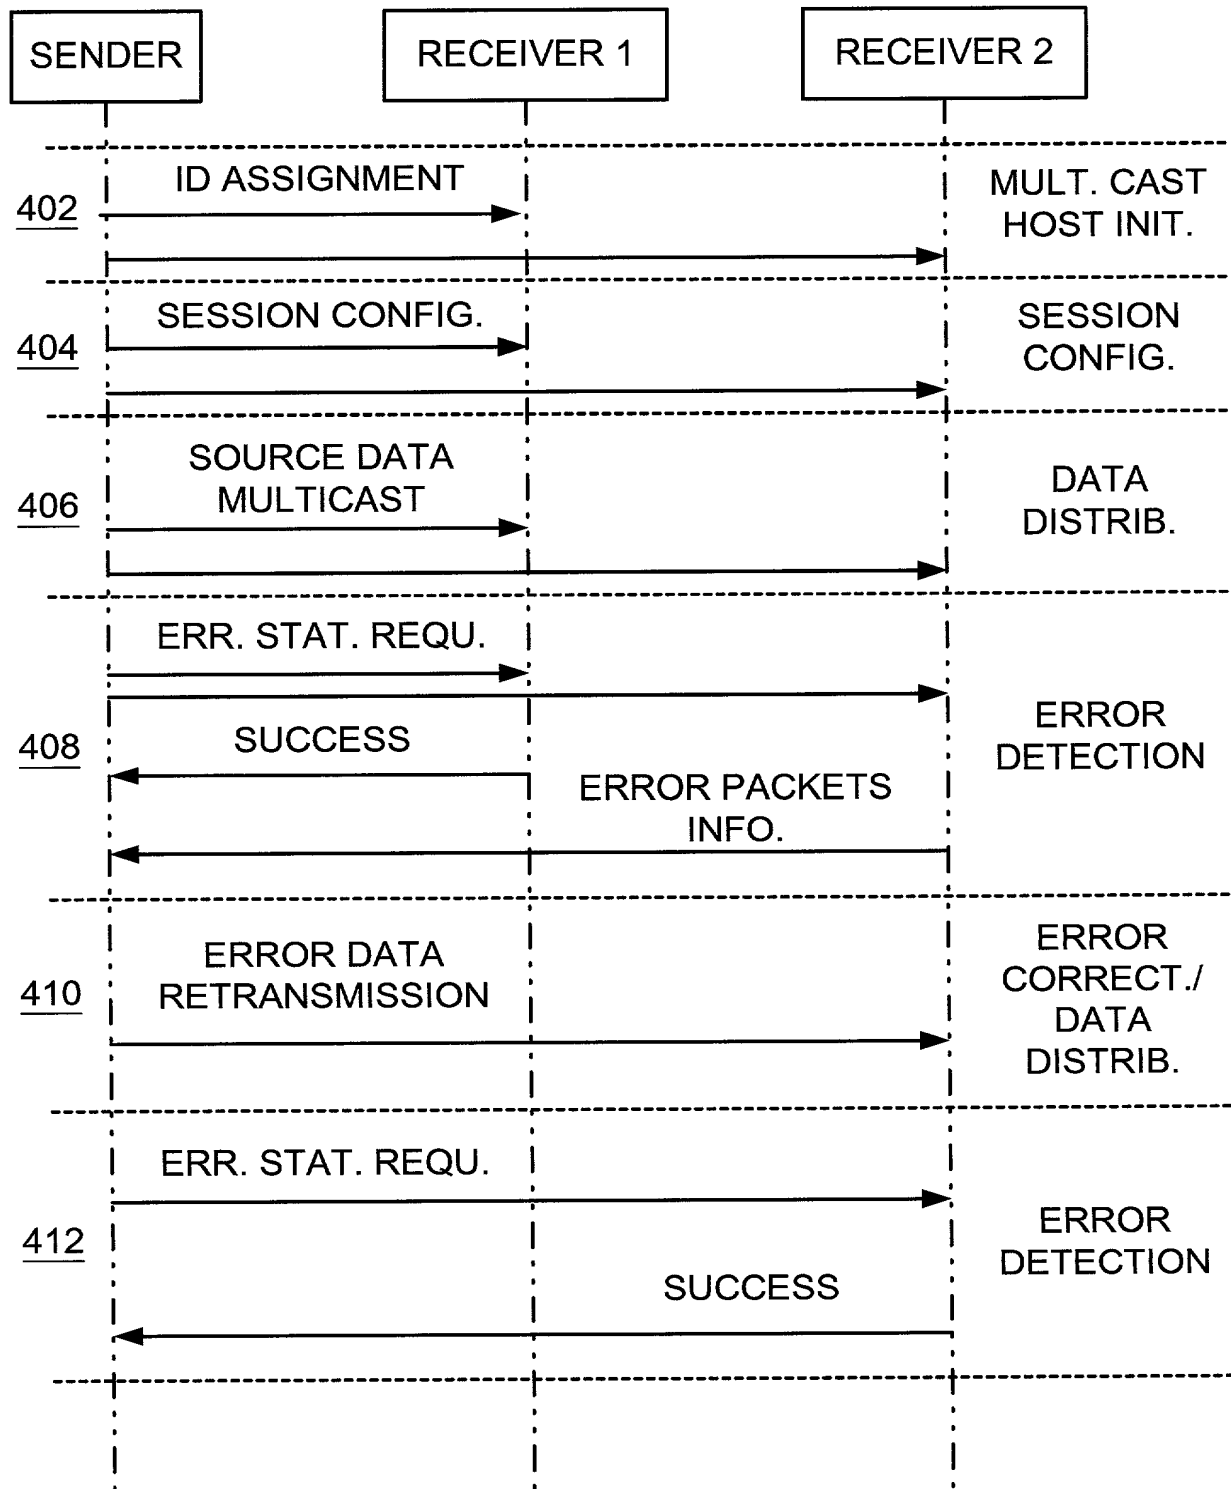 SENDER
RECEIVER 1
RECEIVER 2
ID ASSIGNMENT
402
MULT. CAST
HOST INIT.
SESSION CONFIG.
404
SESSION
CONFIG.
SOURCE DATA
MULTICAST
406
DATA
DISTRIB.
ERR. STAT. REQU.
408
SUCCESS
ERROR PACKETS
INFO.
ERROR
DETECTION
ERROR DATA
RETRANSMISSION
410
ERROR
CORRECT./
DATA
DISTRIB.
ERR. STAT. REQU.
412
SUCCESS
ERROR
DETECTION